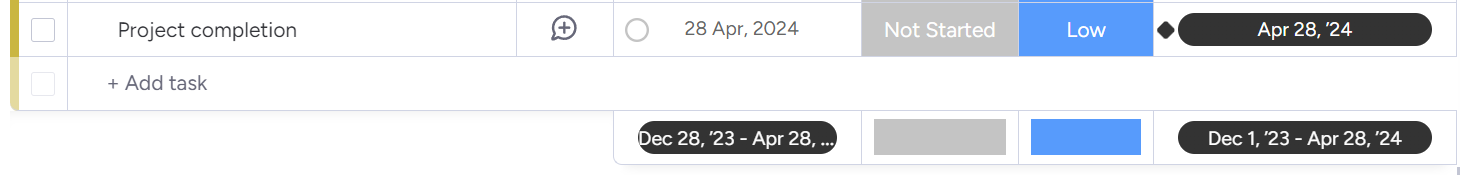 Project completion
28 Apr, 2024
Not Started
Low
Apr 28, ’24
+ Add task
Dec 28, ’23 - Apr 28, ...
Dec 1, ’23 - Apr 28, ’24